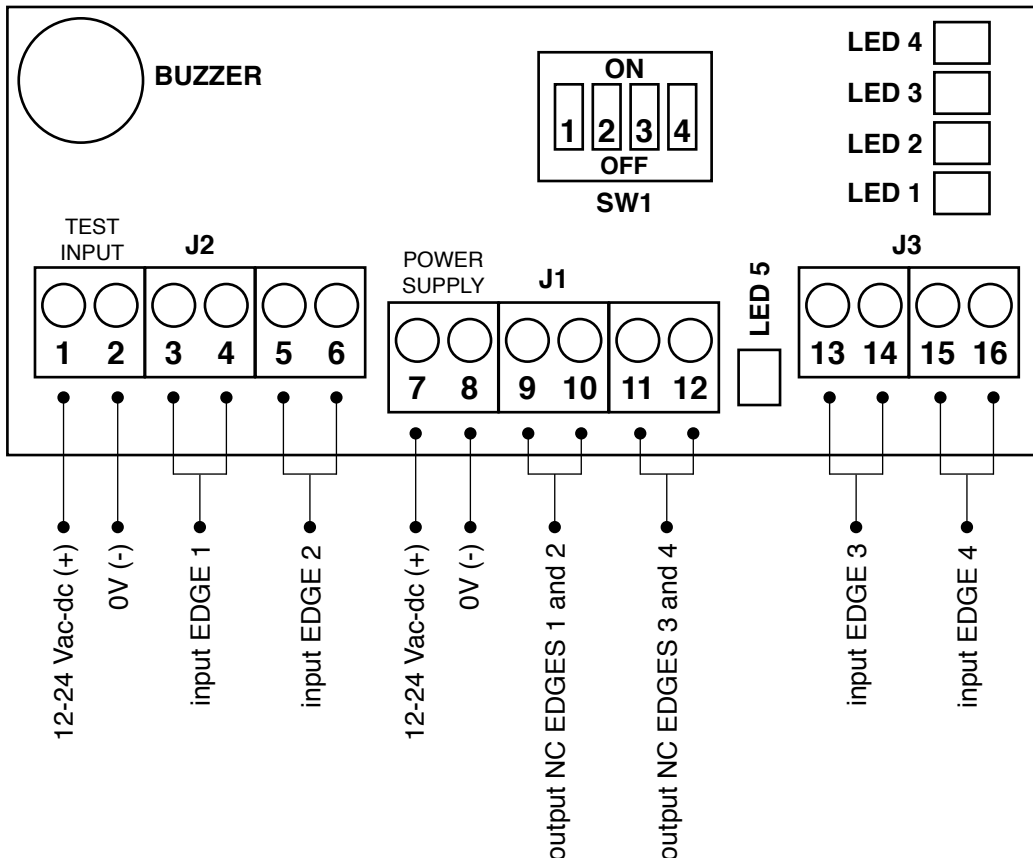 BUZZER
ON
1 2 3 4
OFF
SW1
LED 4
LED 3
LED 2
LED 1
TEST
INPUT
J2
1 2 3 4 5 6
POWER
SUPPLY
J1
7 8 9 10 11 12
LED 5
J3
13 14 15 16
12-24 Vac-dc (+)
0V (-)
input EDGE 1
input EDGE 2
12-24 Vac-dc (+)
0V (-)
output NC EDGES 1 and 2
output NC EDGES 3 and 4
input EDGE 3
input EDGE 4